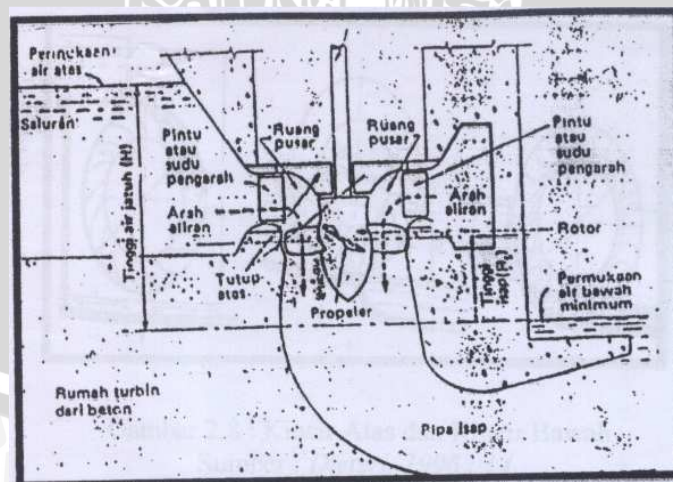 Permukaan
air atas
Saluran
Tinggi air jatuh (H)
Pintu
atau
sudu
pengarah
Ruang
pusar
Ruang
pusar
Pintu
atau
sudu
pengarah
Arah
aliran
Arah
aliran
Rotor
Tutup
atas
Propeler
Tinggi
isap
Permukaan
air bawah
minimum
Rumah turbin
dari beton
Pipa Isap
Sumber